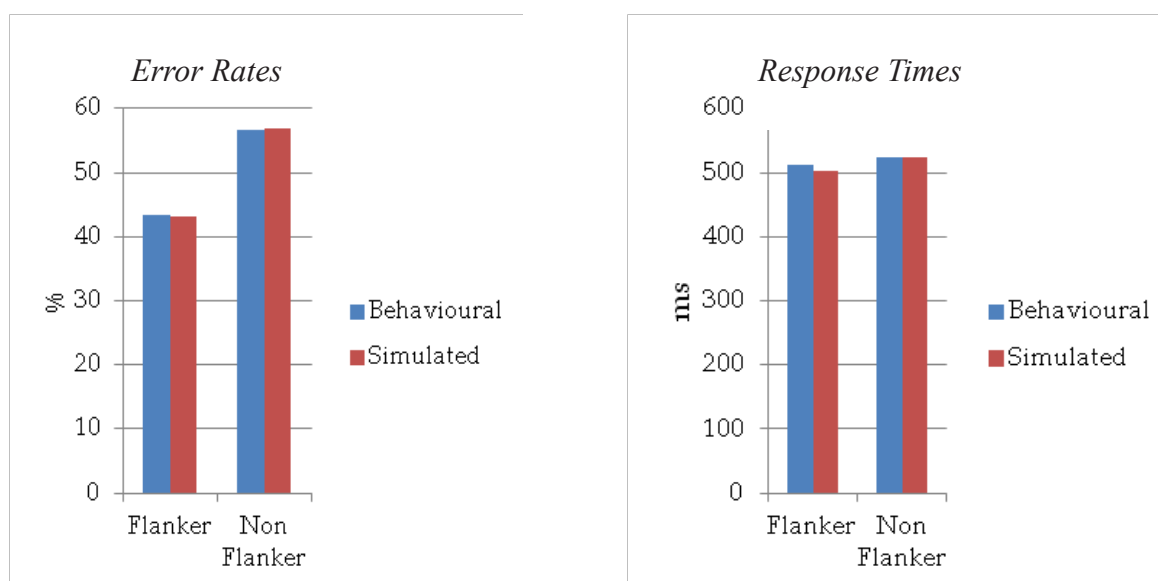 Error Rates
60
50
40
30
20
10
0
%
Flanker
Non
Flanker
Behavioural
Simulated
Response Times
600
500
400
300
200
100
0
ms
Flanker
Non
Flanker
Behavioural
Simulated